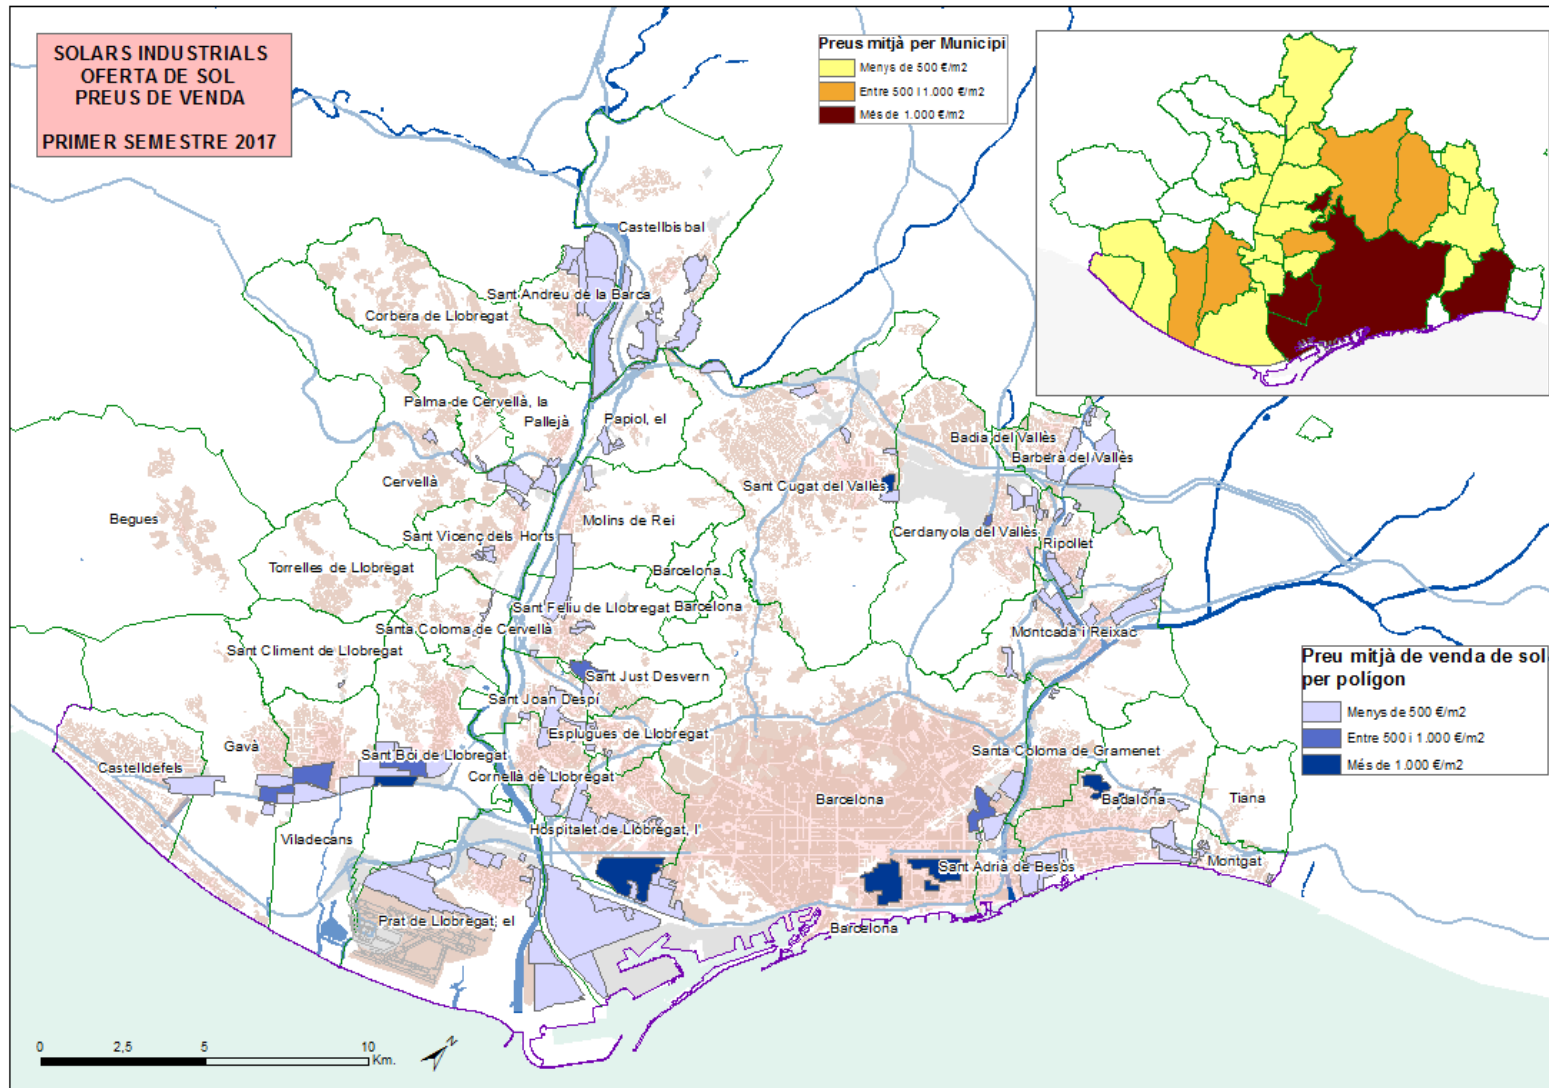 SOLARS INDUSTRIALS
OFERTA DE SOL
PREUS DE VENDA
PRIMER SEMESTRE 2017
Preus mitjà per Municipi
Menys de 500 €/m2
Entre 500 I 1.000 €/m2
Més de 1.000 €/m2
Castellbisbal
Sant Andreu de la Barca
Corbera de Llobregat
Palma de Cervellà, la
Pallejà
Papiol, el
Badia del Vallès
Barberà del Vallès
Cervellà
Sant Cugat del Vallès
Begues
Molins de Rei
Sant Vicenç dels Horts
Cerdanyola del Vallès
Ripollet
Torrelles de Llobregat
Barcelona
Sant Feliu de Llobregat
Barcelona
Santa Coloma de Cervellà
Montcada i Reixac
Sant Climent de Llobregat
Sant Just Desvern
Preu mitjà de venda de sol
per polígon
Menys de 500 €/m2
Entre 500 i 1.000 €/m2
Més de 1.000 €/m2
Sant Joan Despí
Esplugues de Llobregat
Gavà
Sant Boi de Llobregat
Santa Coloma de Gramenet
Castelldefels
Cornellà de Llobregat
Barcelona
Badalona
Tiana
Viladecans
Hospitalet de Llobregat, l'
Montgat
Sant Adrià de Besòs
Prat de Llobregat, el
Barcelona
0 2,5 5 10
Km.
N